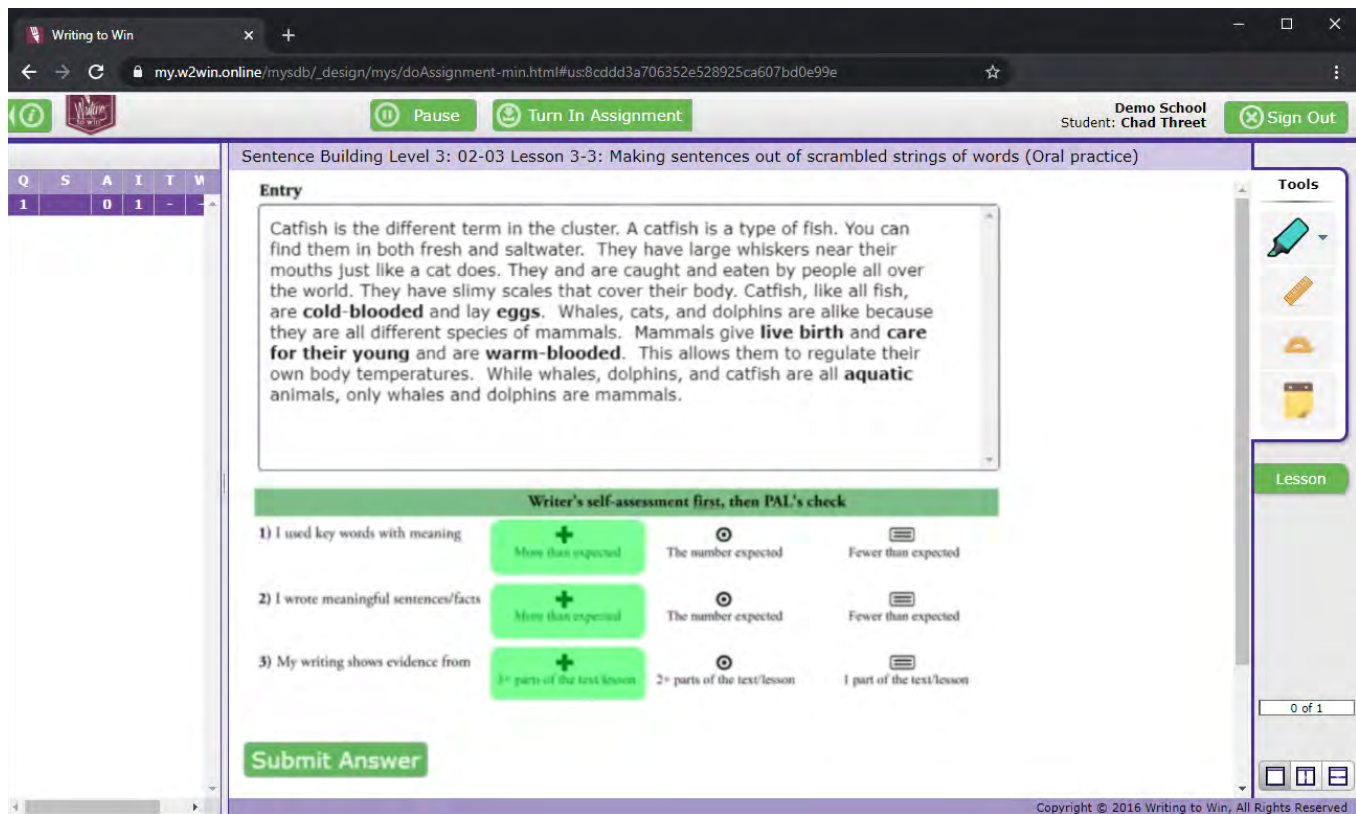 Writing to Win
my.w2win.online/mysdb/_design/mys/doAssignment-min.html#us:8cddd3a706352e528925ca607bd0e99e
Pause
Turn In Assignment
Demo School
Student: Chad Threet
Sign Out
Sentence Building Level 3: 02-03 Lesson 3-3: Making sentences out of scrambled strings of words (Oral practice)
Q S A I T W
1 0 1 - -
Entry
Catfish is the different term in the cluster. A catfish is a type of fish. You can
find them in both fresh and saltwater. They have large whiskers near their
mouths just like a cat does. They and are caught and eaten by people all over
the world. They have slimy scales that cover their body. Catfish, like all fish,
are cold-blooded and lay eggs. Whales, cats, and dolphins are alike because
they are all different species of mammals. Mammals give live birth and care
for their young and are warm-blooded. This allows them to regulate their
own body temperatures. While whales, dolphins, and catfish are all aquatic
animals, only whales and dolphins are mammals.
Writer's self-assessment first, then PAL's check
1) I used key words with meaning
More than expected
The number expected
Fewer than expected
2) I wrote meaningful sentences/facts
More than expected
The number expected
Fewer than expected
3) My writing shows evidence from
3+ parts of the text/lesson
2+ parts of the text/lesson
1 part of the text/lesson
Submit Answer
Tools
Lesson
0 of 1
Copyright © 2016 Writing to Win, All Rights Reserved